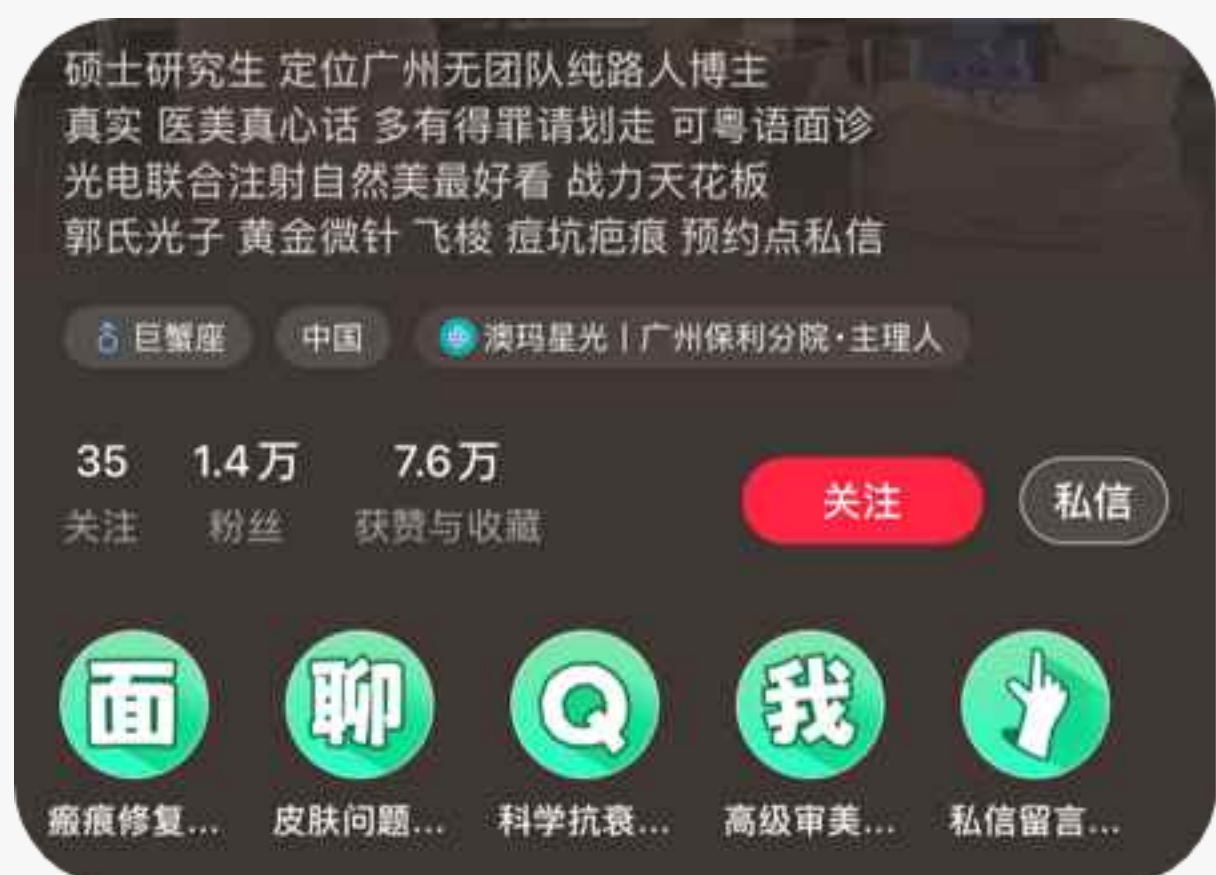 硕士研究生 定位广州无团队纯路人博主
真实 医美真心话 多有得罪请划走 可粤语面诊
光电联合注射自然美最好看 战力天花板
郭氏光子 黄金微针 飞梭 痘坑疤痕 预约点私信
♂ 巨蟹座 中国 澳玛星光丨广州保利分院·主理人
35 1.4万 7.6万
关注 粉丝 获赞与收藏
关注 私信
面 聊 Q 我
瘢痕修复... 皮肤问题... 科学抗衰... 高级审美... 私信留言...